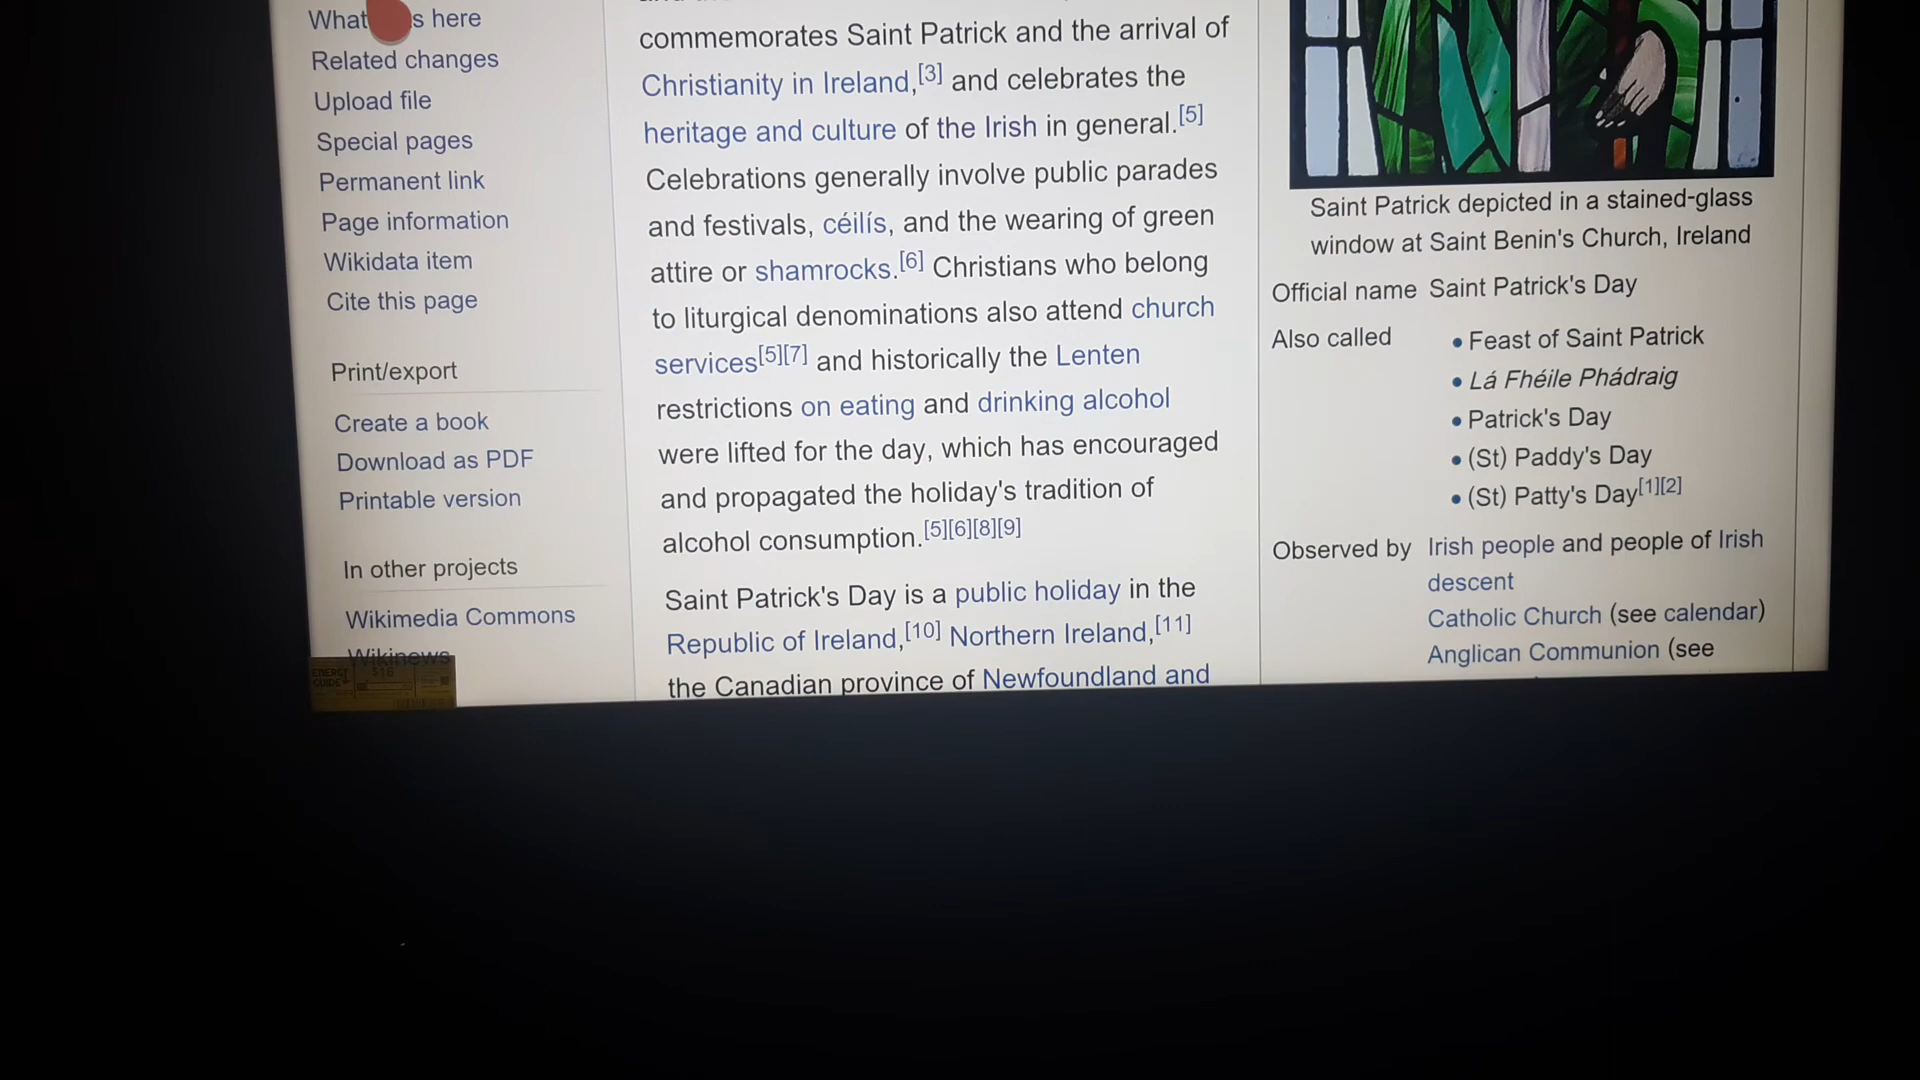 What
s here
Related changes
Upload file
Special pages
Permanent link
Page information
Wikidata item
Cite this page
Print/export
Create a book
Download as PDF
Printable version
In other projects
Wikimedia Commons
Wikinews
ENERGY
GUIDE
$16
commemorates Saint Patrick and the arrival of
Christianity in Ireland,[3] and celebrates the
heritage and culture of the Irish in general.[5]
Celebrations generally involve public parades
and festivals, céilís, and the wearing of green
attire or shamrocks.[6] Christians who belong
to liturgical denominations also attend church
services[5][7] and historically the Lenten
restrictions on eating and drinking alcohol
were lifted for the day, which has encouraged
and propagated the holiday's tradition of
alcohol consumption.[5][6][8][9]
Saint Patrick's Day is a public holiday in the
Republic of Ireland,[10] Northern Ireland,[11]
the Canadian province of Newfoundland and
Saint Patrick depicted in a stained-glass
window at Saint Benin's Church, Ireland
Official name Saint Patrick's Day
Also called
• Feast of Saint Patrick
• Lá Fhéile Phádraig
• Patrick's Day
• (St) Paddy's Day
• (St) Patty's Day[1][2]
Observed by Irish people and people of Irish
descent
Catholic Church (see calendar)
Anglican Communion (see